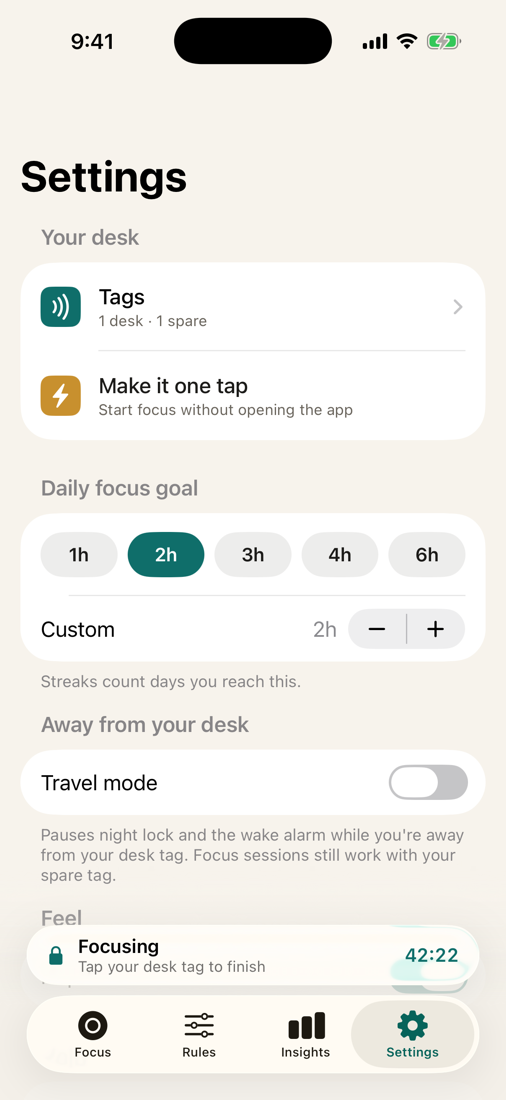 9:41
Settings
Your desk
Tags
1 desk · 1 spare
Make it one tap
Start focus without opening the app
Daily focus goal
1h 2h 3h 4h 6h
Custom 2h
Streaks count days you reach this.
Away from your desk
Travel mode
Pauses night lock and the wake alarm while you're away
from your desk tag. Focus sessions still work with your
spare tag.
Feel
Focusing 42:22
Tap your desk tag to finish
Focus Rules Insights Settings